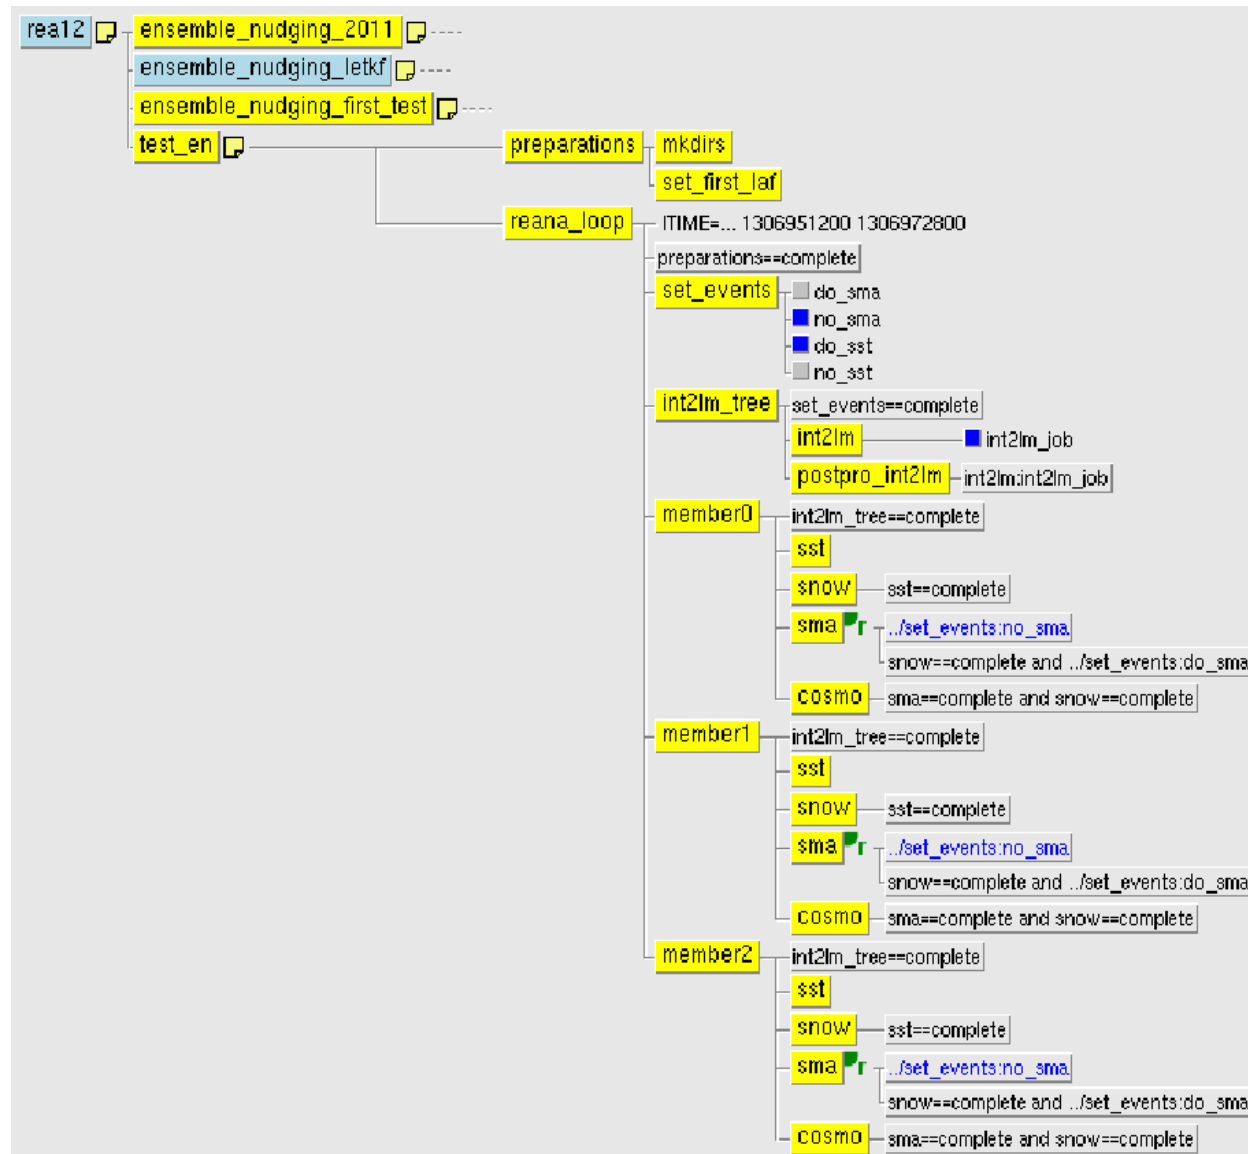 rea12 ensemble_nudging_2011
ensemble_nudging_letkf
ensemble_nudging_first_test
test_en preparations mkdirs
set_first_laf
reana_loop ITIME=... 1306951200 1306972800
preparations==complete
set_events do_sma
no_sma
do_sst
no_sst
int2lm_tree set_events==complete
int2lm int2lm_job
postpro_int2lm int2lm:int2lm_job
member0 int2lm_tree==complete
sst
snow sst==complete
sma r ../set_events:no_sma
snow==complete and ../set_events:do_sma
cosmo sma==complete and snow==complete
member1 int2lm_tree==complete
sst
snow sst==complete
sma r ../set_events:no_sma
snow==complete and ../set_events:do_sma
cosmo sma==complete and snow==complete
member2 int2lm_tree==complete
sst
snow sst==complete
sma r ../set_events:no_sma
snow==complete and ../set_events:do_sma
cosmo sma==complete and snow==complete